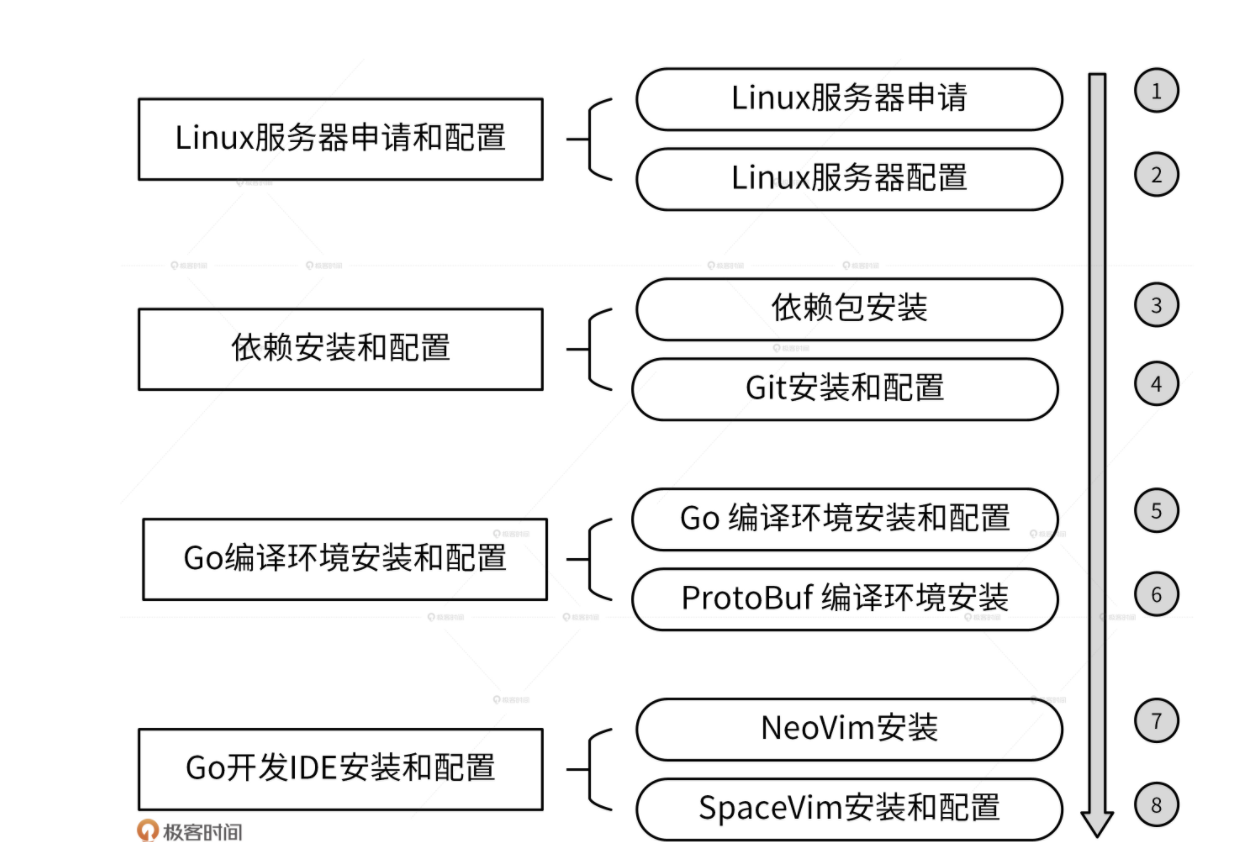 Linux服务器申请和配置
Linux服务器申请
1
Linux服务器配置
2
依赖安装和配置
依赖包安装
3
Git安装和配置
4
Go编译环境安装和配置
Go 编译环境安装和配置
5
ProtoBuf 编译环境安装
6
Go开发IDE安装和配置
NeoVim安装
7
SpaceVim安装和配置
8
极客时间